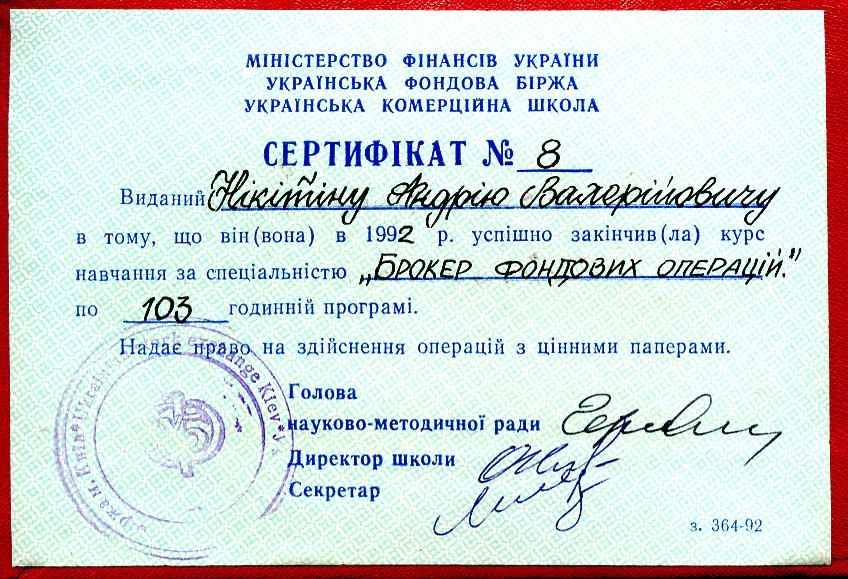 МІНІСТЕРСТВО ФІНАНСІВ УКРАЇНИ
УКРАЇНСЬКА ФОНДОВА БІРЖА
УКРАЇНСЬКА КОМЕРЦІЙНА ШКОЛА
СЕРТИФІКАТ № 8
Виданий Нікітіну Андрію Валерійовичу
в тому, що він(вона) в 1992 р. успішно закінчив(ла) курс
навчання за спеціальністю „БРОКЕР ФОНДОВИХ ОПЕРАЦІЙ."
по 103 годинній програмі.
Надає право на здійснення операцій з цінними паперами.
Голова
науково-методичної ради
Директор школи
Секретар
з. 364-92
exchange Kiev